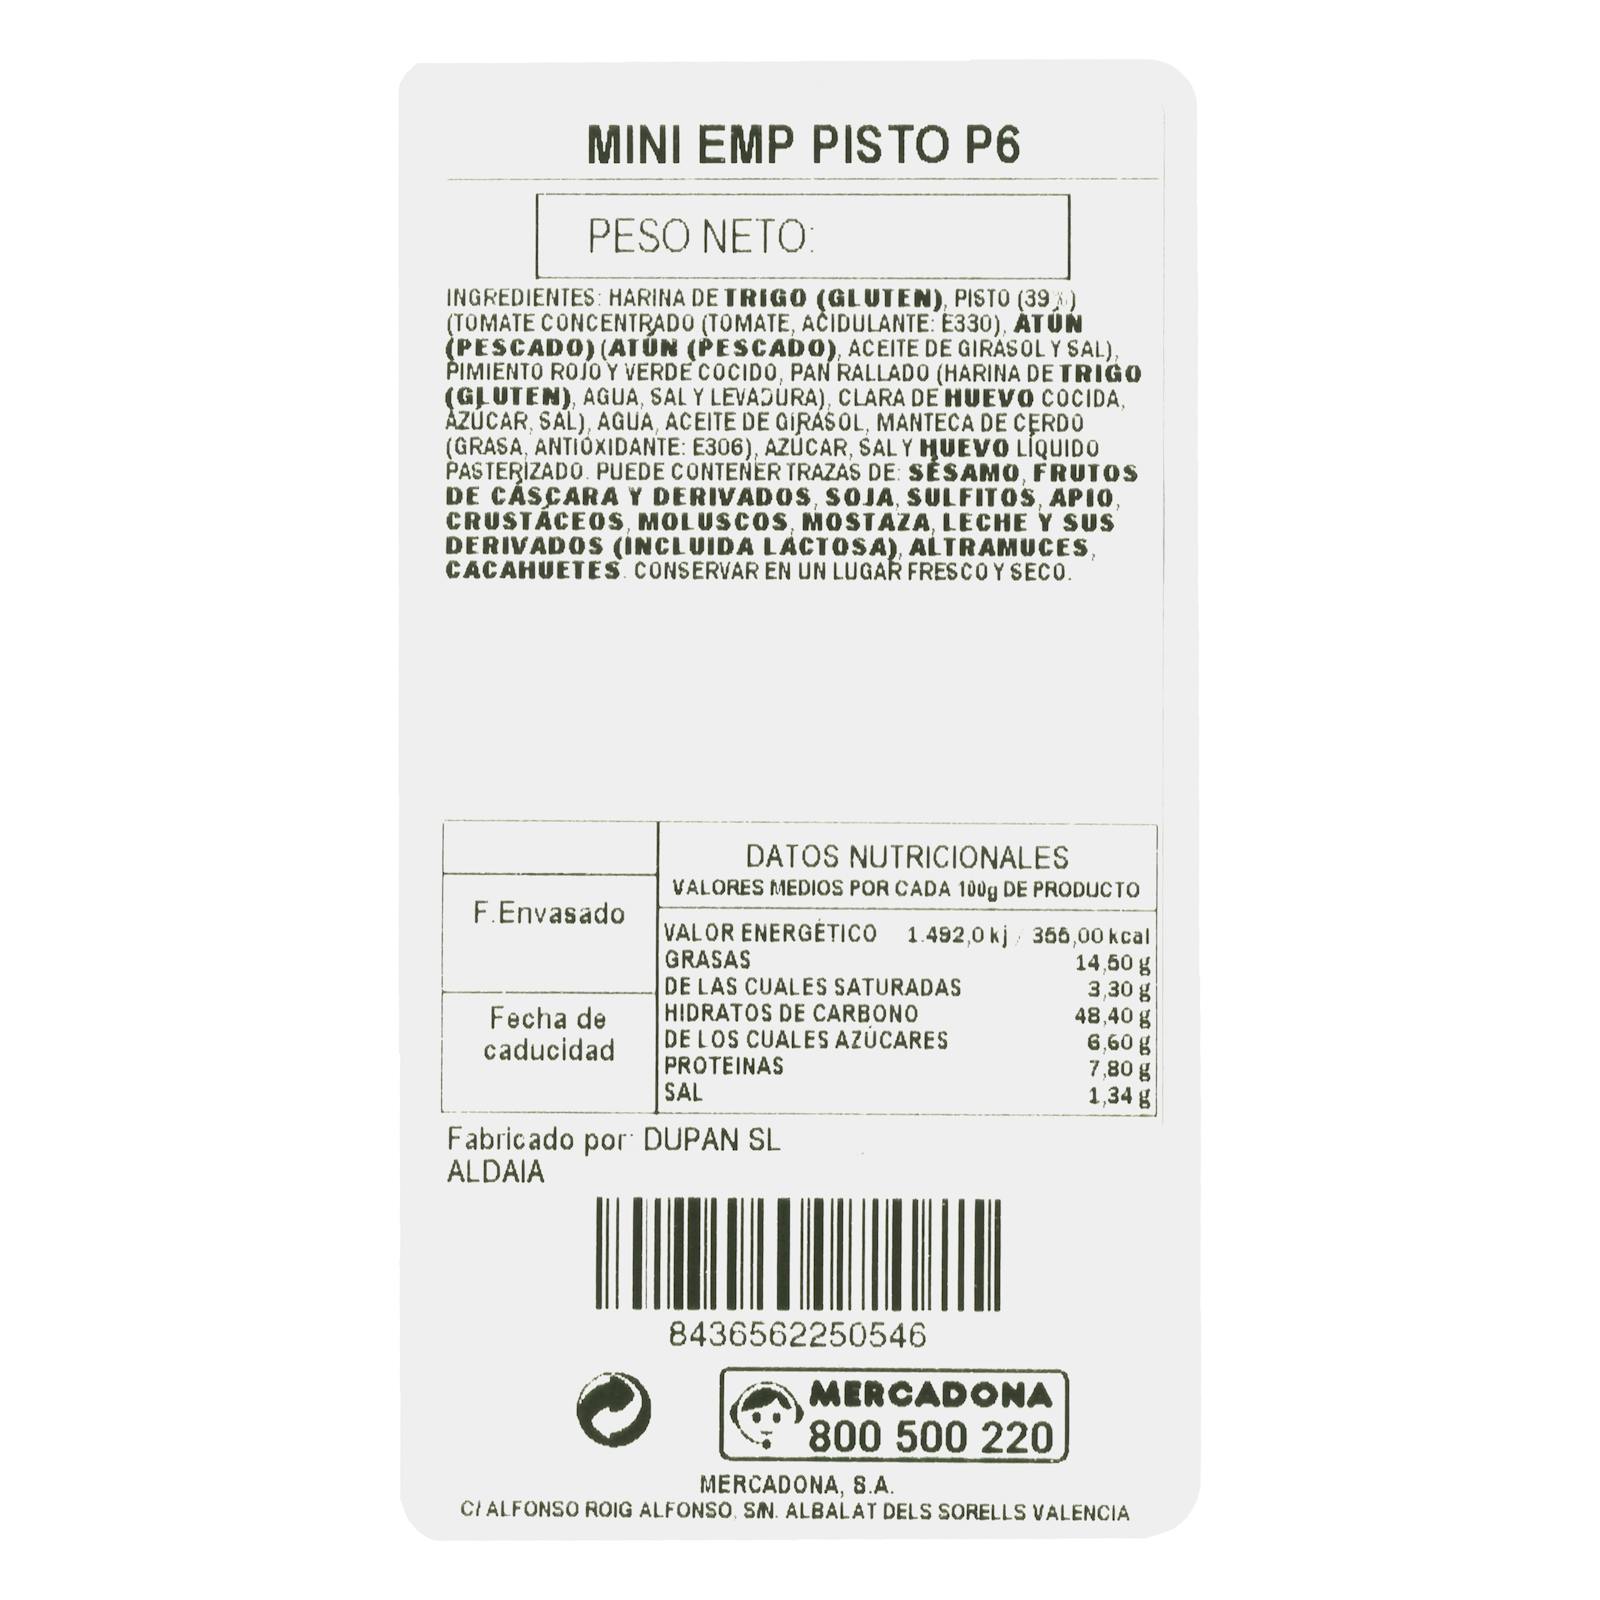 MINI EMP PISTO P6
PESO NETO:
INGREDIENTES: HARINA DE TRIGO (GLUTEN), PISTO (39%)
(TOMATE CONCENTRADO (TOMATE, ACIDULANTE: E330), ATÚN
(PESCADO) (ATÚN (PESCADO), ACEITE DE GIRASOL Y SAL),
PIMIENTO ROJO Y VERDE COCIDO, PAN RALLADO (HARINA DE TRIGO
(GLUTEN), AGUA, SAL Y LEVADURA), CLARA DE HUEVO COCIDA,
AZÚCAR, SAL), AGUA, ACEITE DE GIRASOL, MANTECA DE CERDO
(GRASA, ANTIOXIDANTE: E306), AZÚCAR, SAL Y HUEVO LÍQUIDO
PASTERIZADO. PUEDE CONTENER TRAZAS DE: SÉSAMO, FRUTOS
DE CÁSCARA Y DERIVADOS, SOJA, SULFITOS, APIO,
CRUSTÁCEOS, MOLUSCOS, MOSTAZA, LECHE Y SUS
DERIVADOS (INCLUIDA LACTOSA), ALTRAMUCES,
CACAHUETES. CONSERVAR EN UN LUGAR FRESCO Y SECO.
DATOS NUTRICIONALES
VALORES MEDIOS POR CADA 100g DE PRODUCTO
F.Envasado
Fecha de
caducidad
VALOR ENERGÉTICO 1.492,0 kj / 355,00 kcal
GRASAS 14,50 g
DE LAS CUALES SATURADAS 3,30 g
HIDRATOS DE CARBONO 48,40 g
DE LOS CUALES AZÚCARES 6,60 g
PROTEINAS 7,80 g
SAL 1,34 g
Fabricado por: DUPAN SL
ALDAIA
8436562250546
MERCADONA
800 500 220
MERCADONA, S.A.
C/ ALFONSO ROIG ALFONSO, S/N. ALBALAT DELS SORELLS VALENCIA